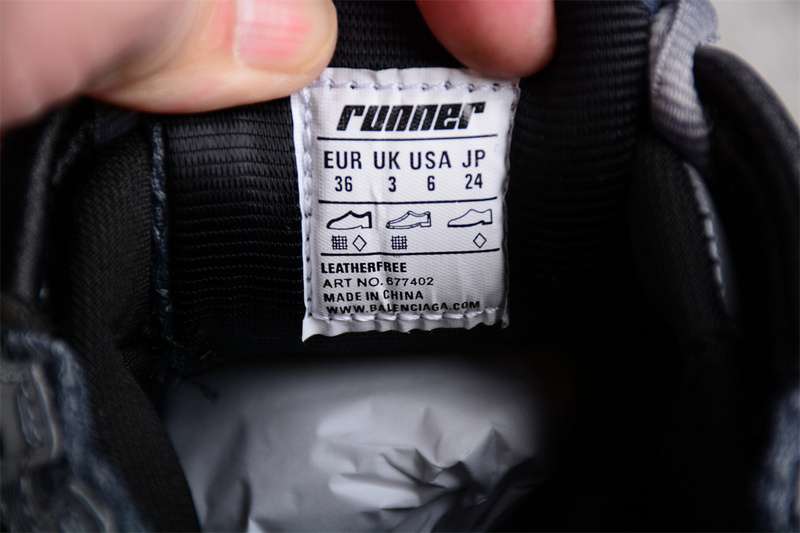 runner
EUR UK USA JP
36 3 6 24
LEATHERFREE
ART NO. 677402
MADE IN CHINA
WWW.BALENCIAGA.COM